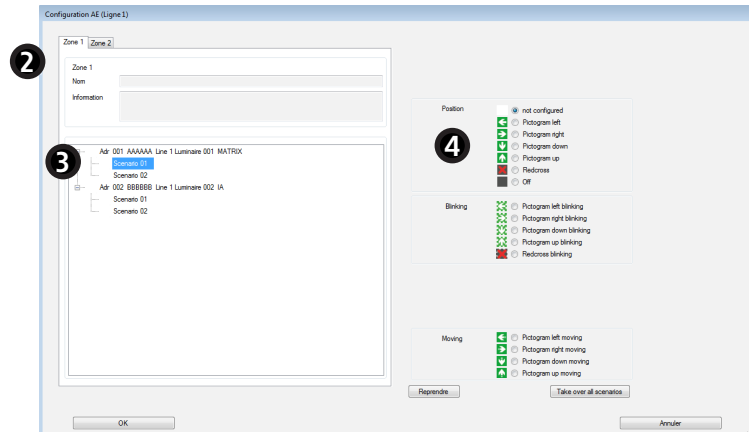 Configuration AE (Ligne 1)
Zone 1 Zone 2
2
Zone 1
Nom
Information
3
Adr 001 AAAAAA Line 1 Luminaire 001 MATRIX
Scenario 01
Scenario 02
Adr 002 BBBBBB Line 1 Luminaire 002 IA
Scenario 01
Scenario 02
4
Position
not configured
Pictogram left
Pictogram right
Pictogram down
Pictogram up
Redcross
Off
Blinking
Pictogram left blinking
Pictogram right blinking
Pictogram down blinking
Pictogram up blinking
Redcross blinking
Moving
Pictogram left moving
Pictogram right moving
Pictogram down moving
Pictogram up moving
Reprendre
Take over all scenarios
OK
Annuler